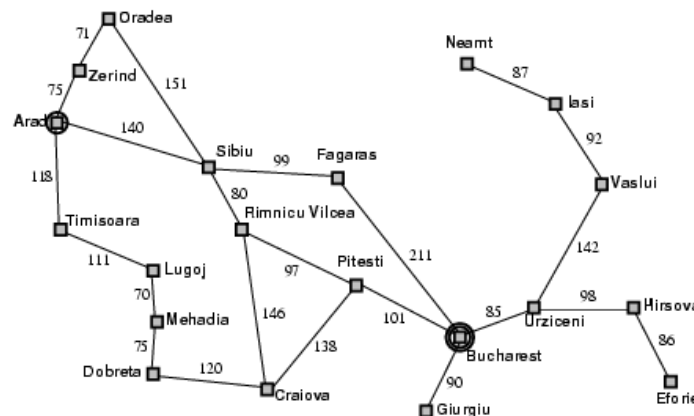 Oradea
71
Neamt
87
Zerind
75
151
Iasi
Arad
140
92
Sibiu
99
Fagaras
118
80
Vaslui
Rimnicu Vilcea
Timisoara
142
111
Lugoj
97
Pitesti
211
70
98
Hirsova
146
85
Urziceni
Mehadia
101
86
138
75
Bucharest
120
Dobreta
90
Craiova
Eforie
Giurgiu